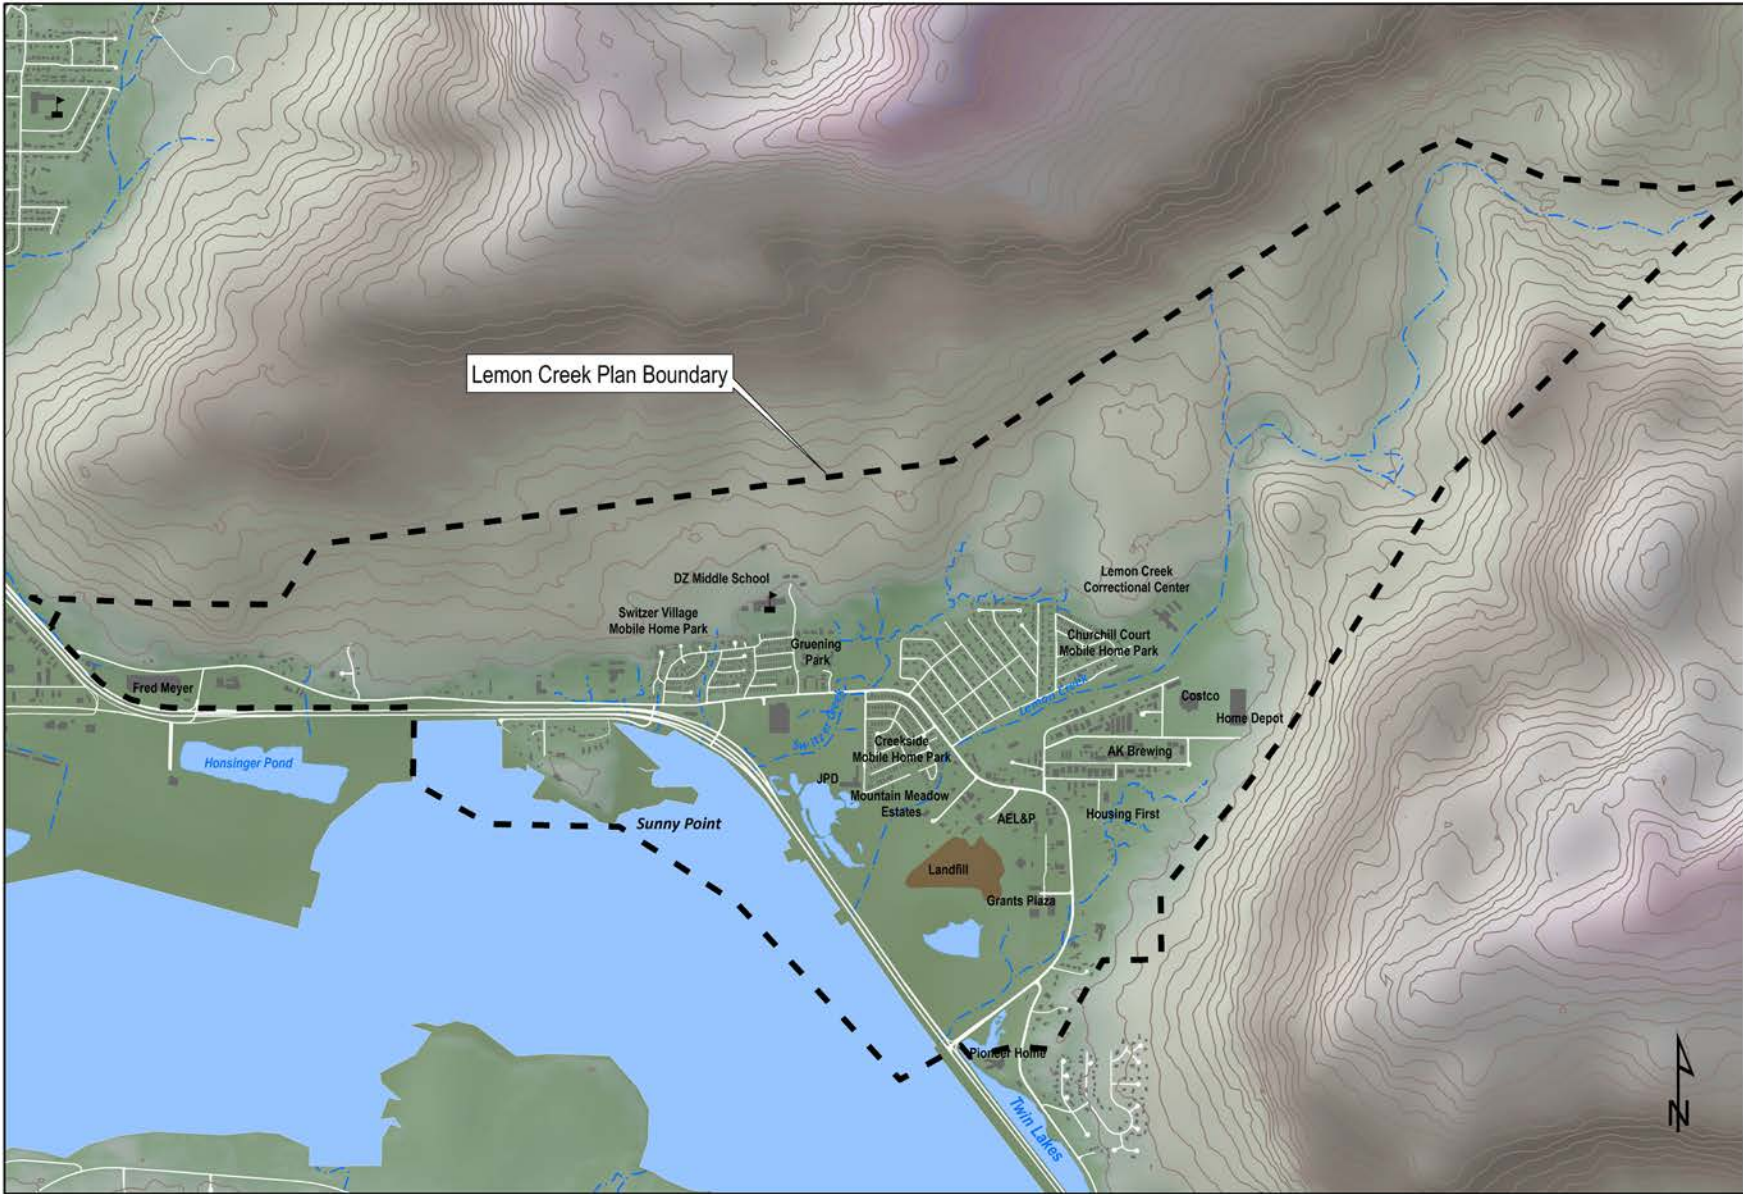 Lemon Creek Plan Boundary
DZ Middle School
Lemon Creek
Correctional Center
Switzer Village
Mobile Home Park
Gruening
Park
Churchill Court
Mobile Home Park
Fred Meyer
Lemon Creek
Costco
Home Depot
Switzer Creek
Creekside
Mobile Home Park
AK Brewing
Honsinger Pond
JPD
Mountain Meadow
Estates
Sunny Point
AEL&P
Housing First
Landfill
Grants Plaza
Pioneer Home
Twin Lakes
N